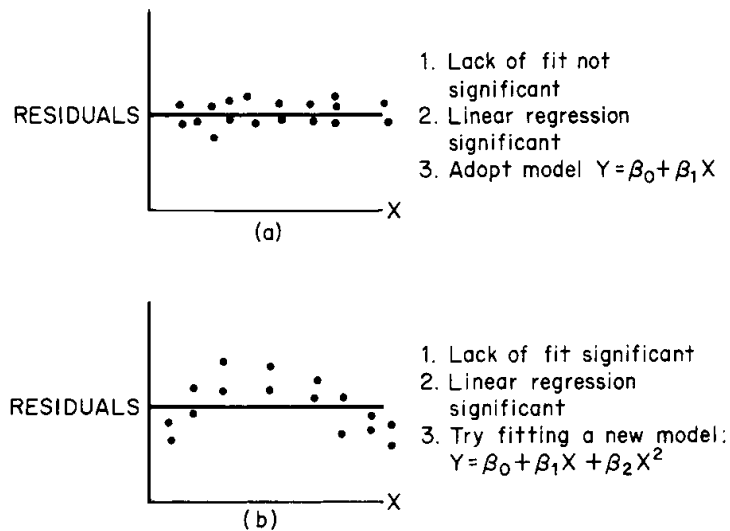 RESIDUALS
X
(a)
1. Lack of fit not
significant
2. Linear regression
significant
3. Adopt model Y=β₀+β₁X
RESIDUALS
X
(b)
1. Lack of fit significant
2. Linear regression
significant
3. Try fitting a new model:
Y=β₀+β₁X+β₂X²